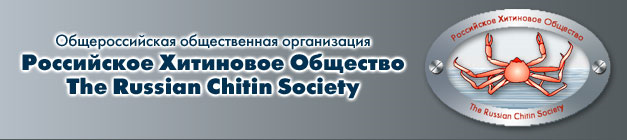 Общероссийская общественная организация
Российское Хитиновое Общество
The Russian Chitin Society
Российское Хитиновое Общество
The Russian Chitin Society